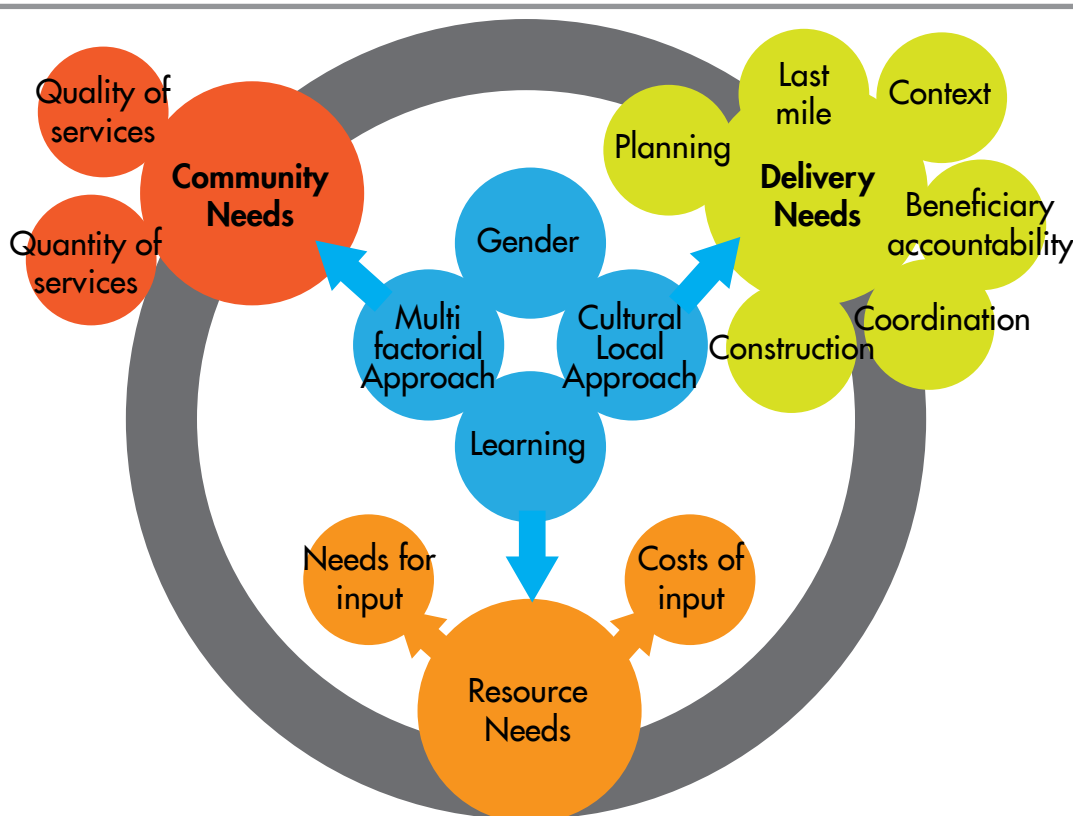 Quality of
services
Community
Needs
Quantity of
services
Last
mile
Context
Planning
Delivery
Needs
Beneficiary
accountability
Coordination
Construction
Gender
Multi
factorial
Approach
Cultural
Local
Approach
Learning
Needs for
input
Costs of
input
Resource
Needs